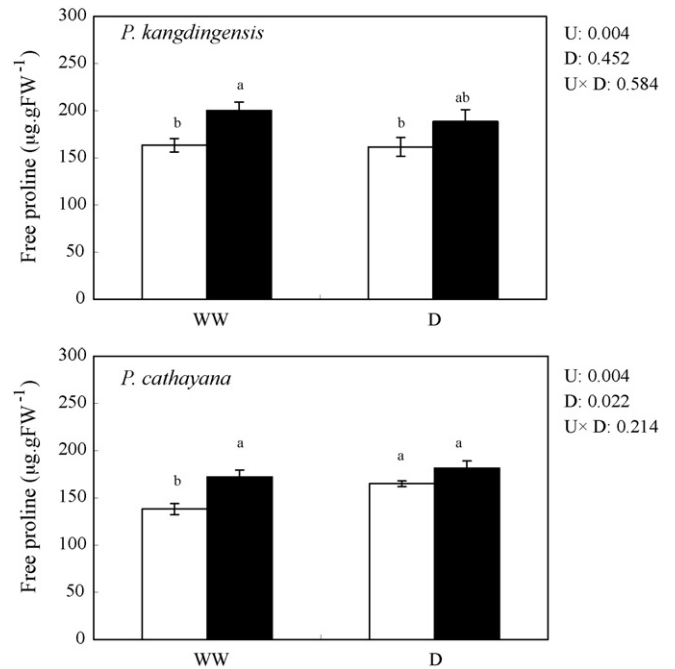 300
P. kangdingensis
U: 0.004
250
D: 0.452
U× D: 0.584
200
a
ab
b
b
150
100
50
0
Free proline (μg.gFW⁻¹)
WW
D
300
P. cathayana
U: 0.004
250
D: 0.022
U× D: 0.214
200
a
a
a
b
150
100
50
0
Free proline (μg.gFW⁻¹)
WW
D